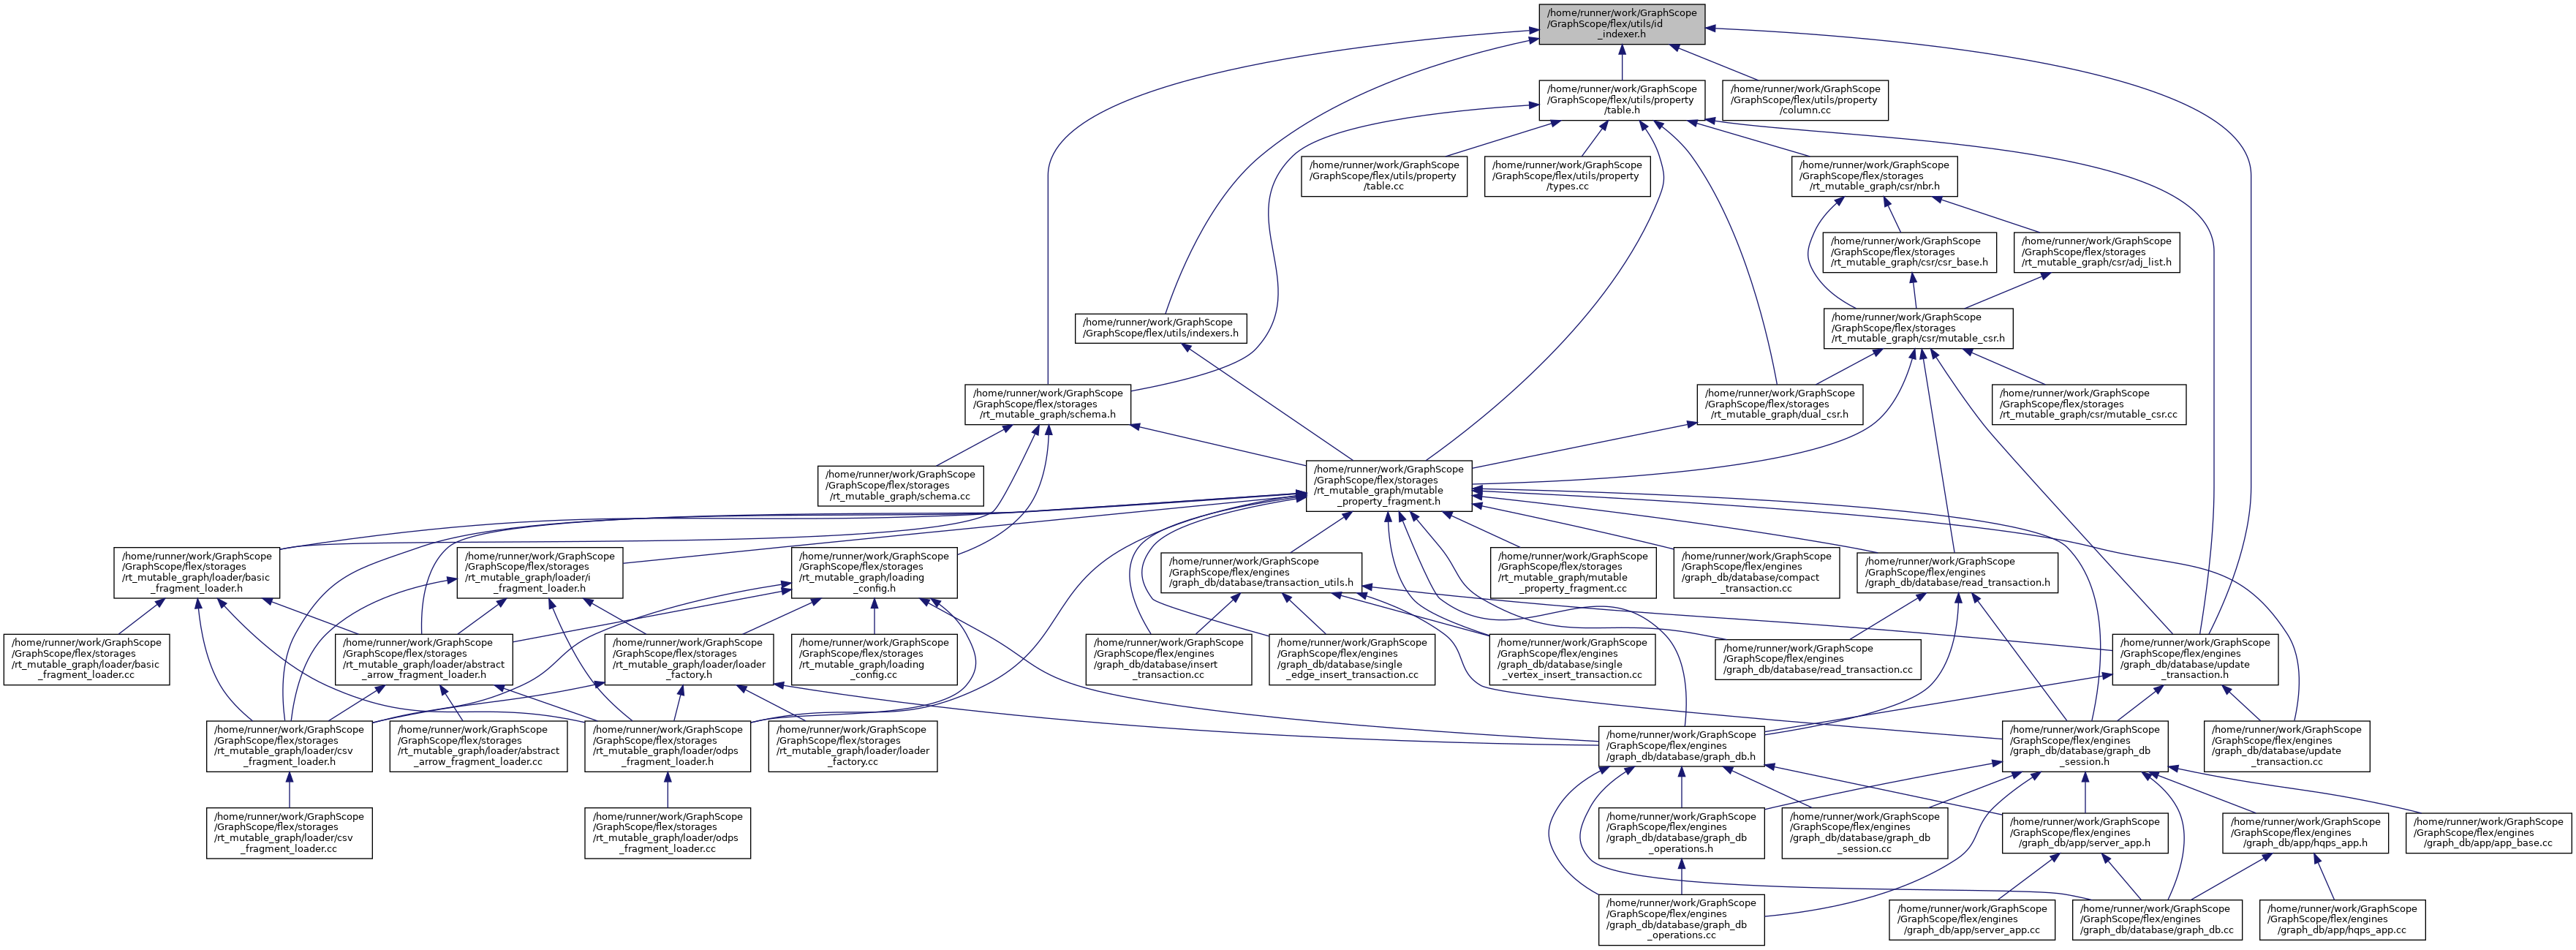 /home/runner/work/GraphScope
/GraphScope/flex/utils/id
_indexer.h
/home/runner/work/GraphScope
/GraphScope/flex/utils/property
/table.h
/home/runner/work/GraphScope
/GraphScope/flex/utils/property
/column.cc
/home/runner/work/GraphScope
/GraphScope/flex/utils/property
/table.cc
/home/runner/work/GraphScope
/GraphScope/flex/utils/property
/types.cc
/home/runner/work/GraphScope
/GraphScope/flex/storages
/rt_mutable_graph/csr/nbr.h
/home/runner/work/GraphScope
/GraphScope/flex/storages
/rt_mutable_graph/csr/csr_base.h
/home/runner/work/GraphScope
/GraphScope/flex/storages
/rt_mutable_graph/csr/adj_list.h
/home/runner/work/GraphScope
/GraphScope/flex/utils/indexers.h
/home/runner/work/GraphScope
/GraphScope/flex/storages
/rt_mutable_graph/csr/mutable_csr.h
/home/runner/work/GraphScope
/GraphScope/flex/storages
/rt_mutable_graph/schema.h
/home/runner/work/GraphScope
/GraphScope/flex/storages
/rt_mutable_graph/dual_csr.h
/home/runner/work/GraphScope
/GraphScope/flex/storages
/rt_mutable_graph/csr/mutable_csr.cc
/home/runner/work/GraphScope
/GraphScope/flex/storages
/rt_mutable_graph/schema.cc
/home/runner/work/GraphScope
/GraphScope/flex/storages
/rt_mutable_graph/mutable
_property_fragment.h
/home/runner/work/GraphScope
/GraphScope/flex/storages
/rt_mutable_graph/loader/basic
_fragment_loader.h
/home/runner/work/GraphScope
/GraphScope/flex/storages
/rt_mutable_graph/loader/i
_fragment_loader.h
/home/runner/work/GraphScope
/GraphScope/flex/storages
/rt_mutable_graph/loading
_config.h
/home/runner/work/GraphScope
/GraphScope/flex/engines
/graph_db/database/transaction_utils.h
/home/runner/work/GraphScope
/GraphScope/flex/storages
/rt_mutable_graph/mutable
_property_fragment.cc
/home/runner/work/GraphScope
/GraphScope/flex/engines
/graph_db/database/compact
_transaction.cc
/home/runner/work/GraphScope
/GraphScope/flex/engines
/graph_db/database/read_transaction.h
/home/runner/work/GraphScope
/GraphScope/flex/storages
/rt_mutable_graph/loader/basic
_fragment_loader.cc
/home/runner/work/GraphScope
/GraphScope/flex/storages
/rt_mutable_graph/loader/abstract
_arrow_fragment_loader.h
/home/runner/work/GraphScope
/GraphScope/flex/storages
/rt_mutable_graph/loader/loader
_factory.h
/home/runner/work/GraphScope
/GraphScope/flex/storages
/rt_mutable_graph/loading
_config.cc
/home/runner/work/GraphScope
/GraphScope/flex/engines
/graph_db/database/insert
_transaction.cc
/home/runner/work/GraphScope
/GraphScope/flex/engines
/graph_db/database/single
_edge_insert_transaction.cc
/home/runner/work/GraphScope
/GraphScope/flex/engines
/graph_db/database/single
_vertex_insert_transaction.cc
/home/runner/work/GraphScope
/GraphScope/flex/engines
/graph_db/database/read_transaction.cc
/home/runner/work/GraphScope
/GraphScope/flex/engines
/graph_db/database/update
_transaction.h
/home/runner/work/GraphScope
/GraphScope/flex/storages
/rt_mutable_graph/loader/csv
_fragment_loader.h
/home/runner/work/GraphScope
/GraphScope/flex/storages
/rt_mutable_graph/loader/abstract
_arrow_fragment_loader.cc
/home/runner/work/GraphScope
/GraphScope/flex/storages
/rt_mutable_graph/loader/odps
_fragment_loader.h
/home/runner/work/GraphScope
/GraphScope/flex/storages
/rt_mutable_graph/loader/loader
_factory.cc
/home/runner/work/GraphScope
/GraphScope/flex/engines
/graph_db/database/graph_db.h
/home/runner/work/GraphScope
/GraphScope/flex/engines
/graph_db/database/graph_db
_session.h
/home/runner/work/GraphScope
/GraphScope/flex/engines
/graph_db/database/update
_transaction.cc
/home/runner/work/GraphScope
/GraphScope/flex/storages
/rt_mutable_graph/loader/csv
_fragment_loader.cc
/home/runner/work/GraphScope
/GraphScope/flex/storages
/rt_mutable_graph/loader/odps
_fragment_loader.cc
/home/runner/work/GraphScope
/GraphScope/flex/engines
/graph_db/database/graph_db
_operations.h
/home/runner/work/GraphScope
/GraphScope/flex/engines
/graph_db/database/graph_db
_session.cc
/home/runner/work/GraphScope
/GraphScope/flex/engines
/graph_db/app/server_app.h
/home/runner/work/GraphScope
/GraphScope/flex/engines
/graph_db/app/hqps_app.h
/home/runner/work/GraphScope
/GraphScope/flex/engines
/graph_db/app/app_base.cc
/home/runner/work/GraphScope
/GraphScope/flex/engines
/graph_db/database/graph_db
_operations.cc
/home/runner/work/GraphScope
/GraphScope/flex/engines
/graph_db/app/server_app.cc
/home/runner/work/GraphScope
/GraphScope/flex/engines
/graph_db/database/graph_db.cc
/home/runner/work/GraphScope
/GraphScope/flex/engines
/graph_db/app/hqps_app.cc